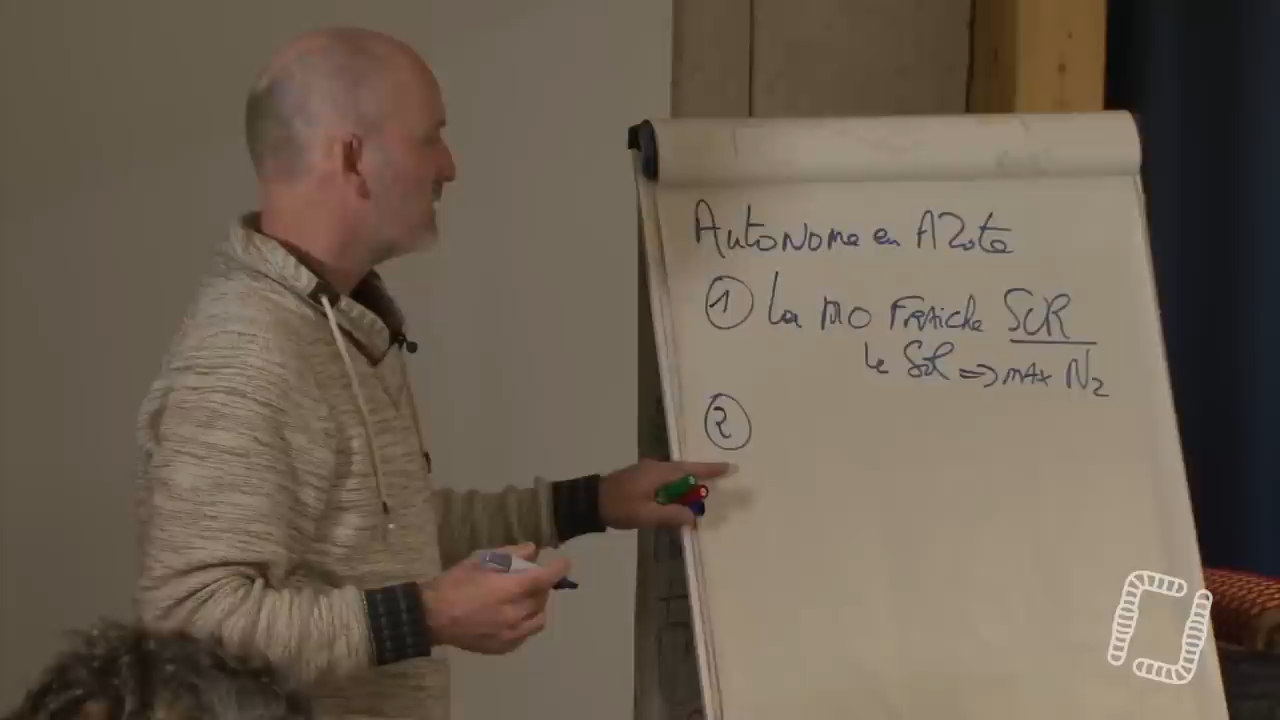 Autonome en AZote
① La MO FRAiche SUR
le Sol => MAX N2
②